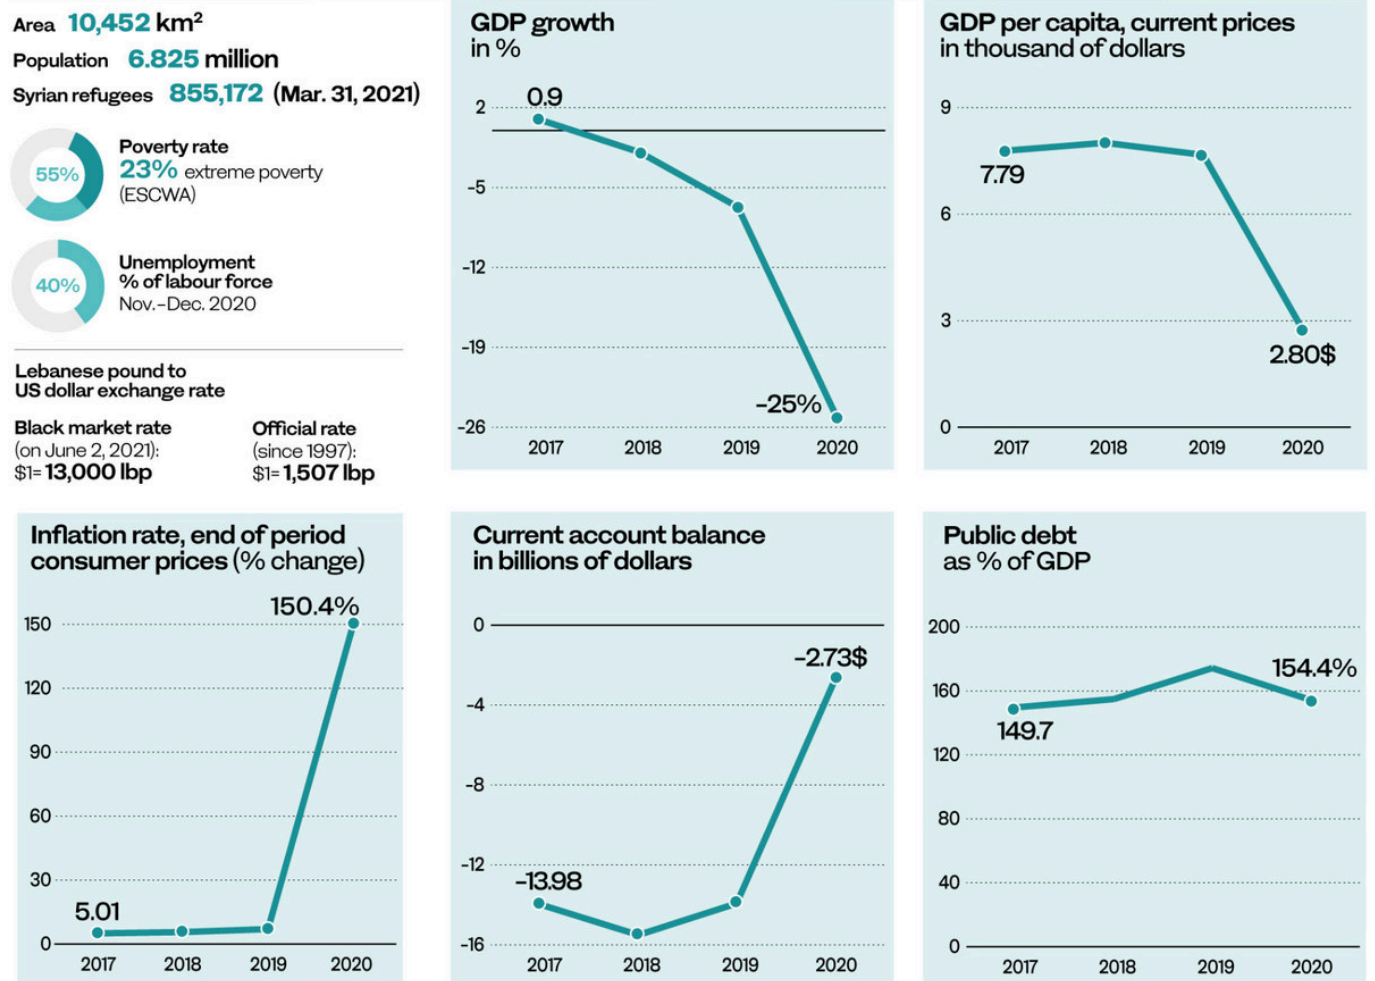 Area 10,452 km²
Population 6.825 million
Syrian refugees 855,172 (Mar. 31, 2021)
55%
Poverty rate
23% extreme poverty
(ESCWA)
40%
Unemployment
% of labour force
Nov.–Dec. 2020
Lebanese pound to
US dollar exchange rate
Black market rate
(on June 2, 2021):
$1= 13,000 lbp
Official rate
(since 1997):
$1= 1,507 lbp
GDP growth
in %
0.9
2
-5
-12
-19
-25%
-26
2017 2018 2019 2020
GDP per capita, current prices
in thousand of dollars
9
7.79
6
3
2.80$
0
2017 2018 2019 2020
Inflation rate, end of period
consumer prices (% change)
150.4%
150
120
90
60
30
5.01
0
2017 2018 2019 2020
Current account balance
in billions of dollars
0
-2.73$
-4
-8
-12
-13.98
-16
2017 2018 2019 2020
Public debt
as % of GDP
200
154.4%
160
149.7
120
80
40
0
2017 2018 2019 2020